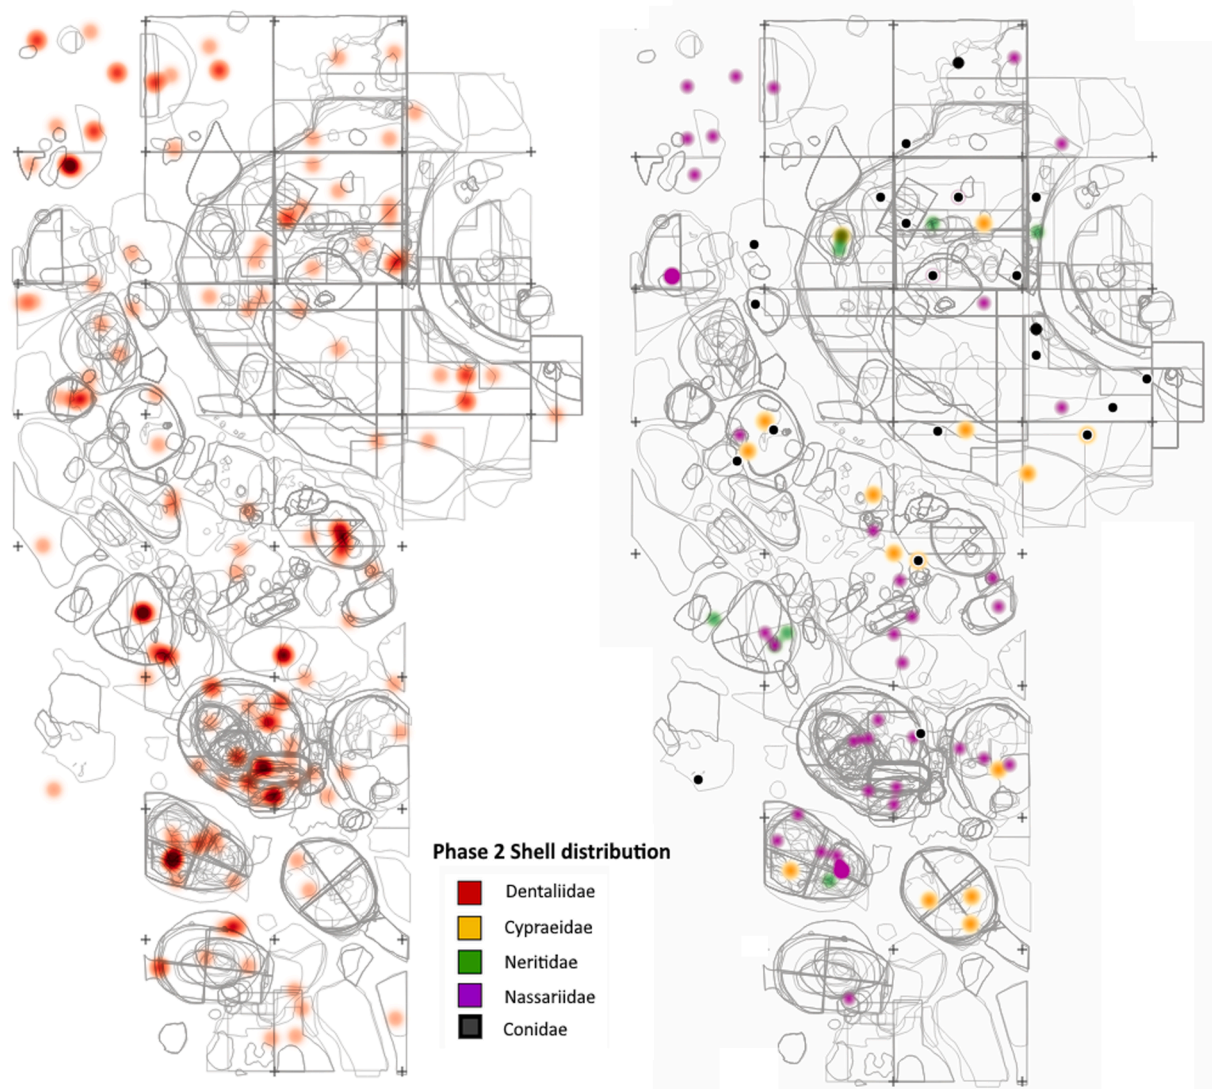 Phase 2 Shell distribution
Dentaliidae
Cypraeidae
Neritidae
Nassariidae
Conidae